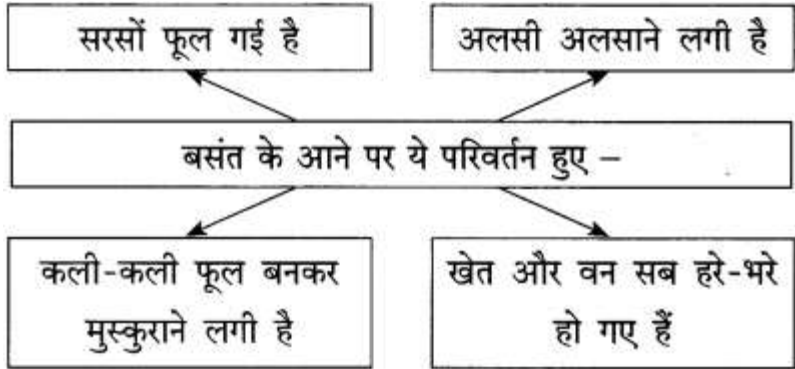 सरसों फूल गई है
अलसी अलसाने लगी है
बसंत के आने पर ये परिवर्तन हुए –
कली-कली फूल बनकर
मुस्कुराने लगी है
खेत और वन सब हरे-भरे
हो गए हैं